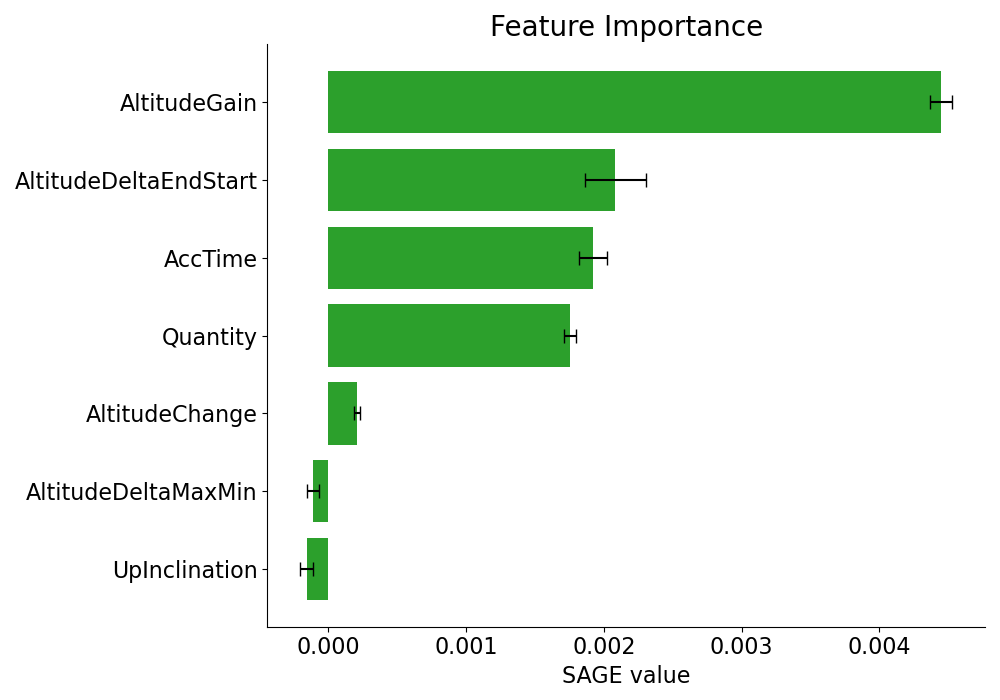 Feature Importance
AltitudeGain
AltitudeDeltaEndStart
AccTime
Quantity
AltitudeChange
AltitudeDeltaMaxMin
UpInclination
0.000 0.001 0.002 0.003 0.004
SAGE value